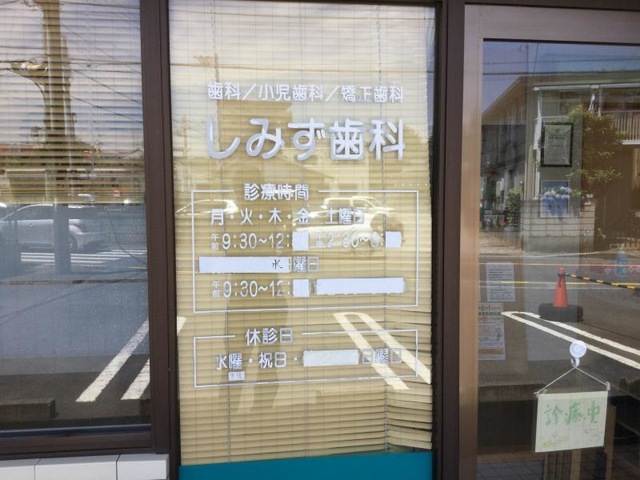 歯科／小児歯科／矯正歯科
しみず歯科
診療時間
月・火・木・金・土曜日
午前 9:30~12:
水曜日
午前 9:30~12:
休診日
水曜・祝日・ 日曜日
診療中